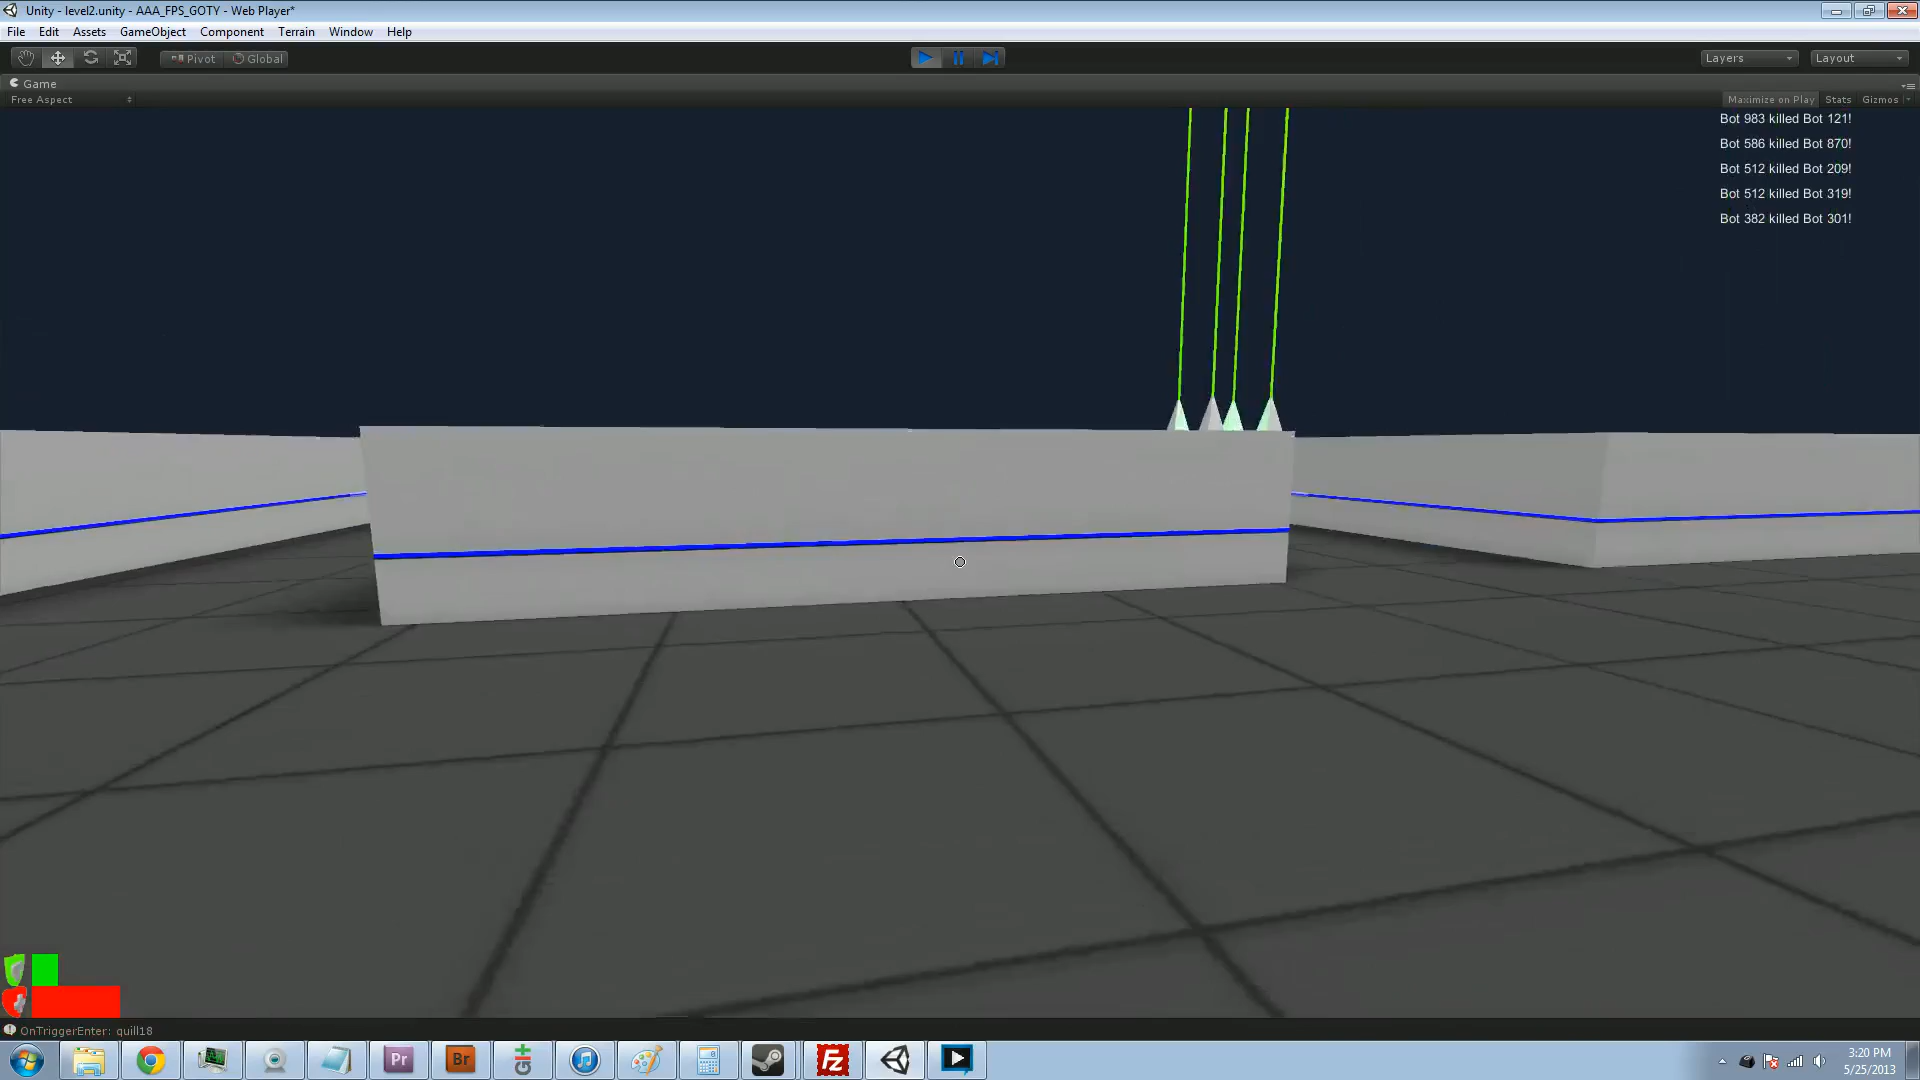 Unity - level2.unity - AAA_FPS_GOTY - Web Player*
File Edit Assets GameObject Component Terrain Window Help
Pivot Global Layers Layout
Game
Free Aspect Maximize on Play Stats Gizmos
Bot 983 killed Bot 121!
Bot 586 killed Bot 870!
Bot 512 killed Bot 209!
Bot 512 killed Bot 319!
Bot 382 killed Bot 301!
OnTriggerEnter: quill18
Pr Br Git Fz
3:20 PM
5/25/2013